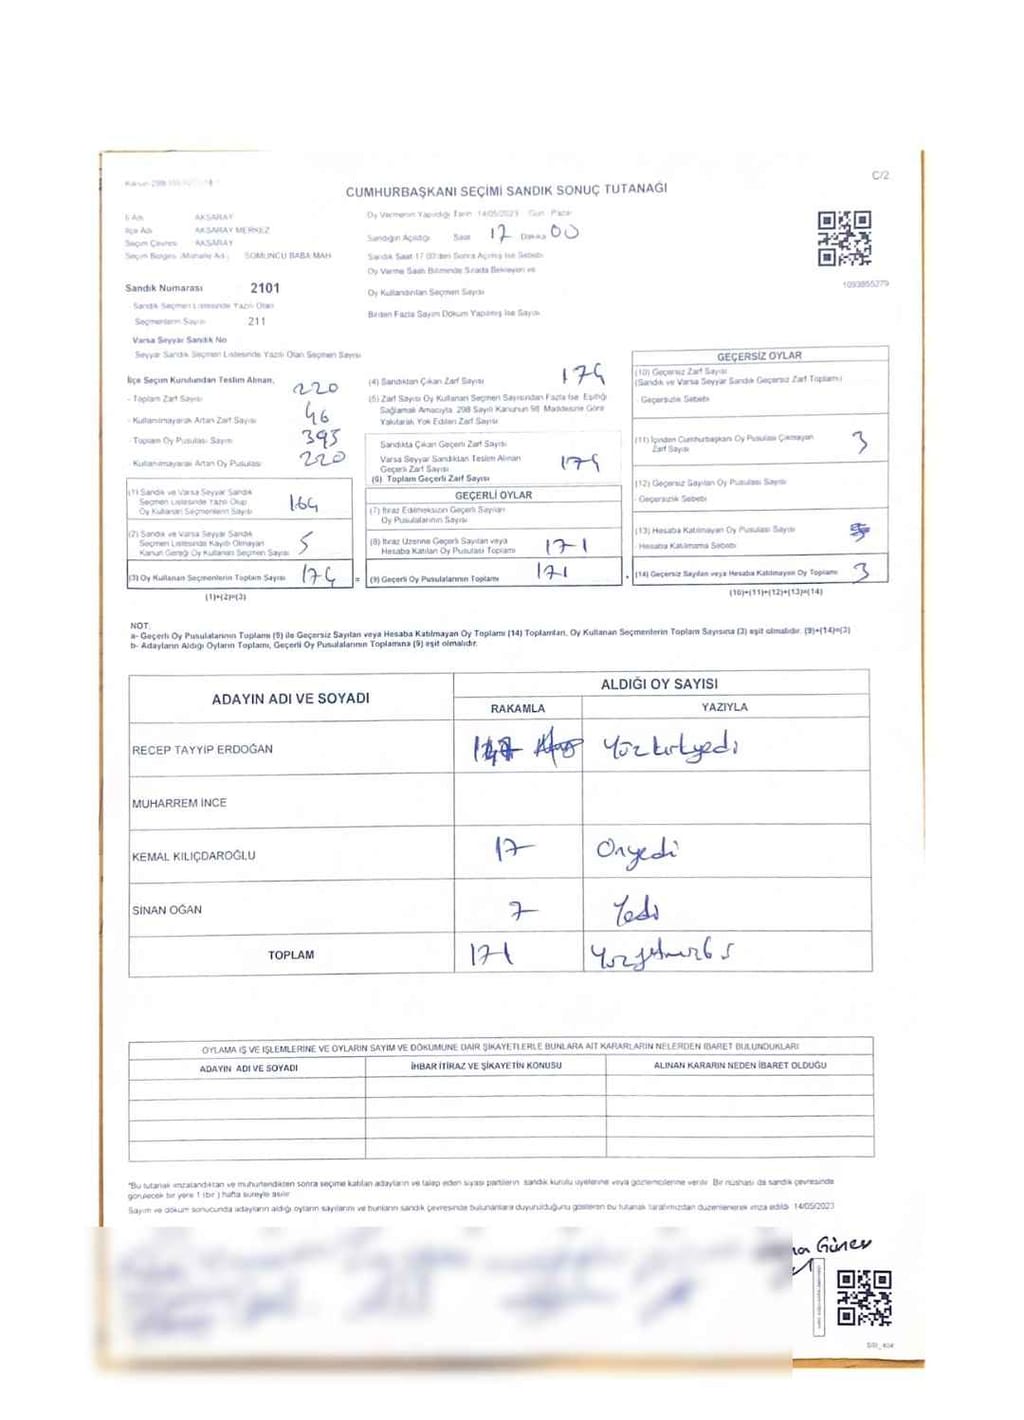 C/2
CUMHURBAŞKANI SEÇİMİ SANDIK SONUÇ TUTANAĞI
İl Adı AKSARAY
İlçe Adı AKSARAY MERKEZ
Seçim Çevresi AKSARAY
Seçim Bölgesi (Mahalle Adı) SOMUNCU BABA MAH
Sandık Numarası 2101
Sandık Seçmen Listesinde Yazılı Olan
Seçmenlerin Sayısı 211
Varsa Seyyar Sandık No
Seyyar Sandık Seçmen Listesinde Yazılı Olan Seçmen Sayısı
Oy Vermenin Yapıldığı Tarih 14/05/2023 Gün Pazar
Sandığın Açıldığı Saat 17 Dakika 00
Sandık Saat 17.00'den Sonra Açılmış İse Sebebi
Oy Verme Saati Bitiminde Sırada Bekleyen ve
Oy Kullandırılan Seçmen Sayısı
Birden Fazla Sayım Döküm Yapılmış İse Sayısı
1093855279
İlçe Seçim Kurulundan Teslim Alınan,
- Toplam Zarf Sayısı 220
- Kullanılmayarak Artan Zarf Sayısı 46
- Toplam Oy Pusulası Sayısı 393
- Kullanılmayarak Artan Oy Pusulası 220
(1) Sandık ve Varsa Seyyar Sandık
Seçmen Listesinde Yazılı Olup
Oy Kullanan Seçmenlerin Sayısı
(2) Sandık ve Varsa Seyyar Sandık
Seçmen Listesinde Kayıtlı Olmayan
Kanun Gereği Oy Kullanan Seçmen Sayısı 5
(3) Oy Kullanan Seçmenlerin Toplam Sayısı 174 =
(1)+(2)=(3)
(4) Sandıktan Çıkan Zarf Sayısı 174
(5) Zarf Sayısı Oy Kullanan Seçmen Sayısından Fazla İse Eşitliği
Sağlamak Amacıyla 298 Sayılı Kanunun 98. Maddesine Göre
Yakılarak Yok Edilen Zarf Sayısı
Sandıkta Çıkan Geçerli Zarf Sayısı
Varsa Seyyar Sandıktan Teslim Alınan
Geçerli Zarf Sayısı
(6) Toplam Geçerli Zarf Sayısı 174
GEÇERLİ OYLAR
(7) İtiraz Edilmeksizin Geçerli Sayılan
Oy Pusulalarının Sayısı
(8) İtiraz Üzerine Geçerli Sayılan veya
Hesaba Katılan Oy Pusulası Toplamı 171
(9) Geçerli Oy Pusulalarının Toplamı 171
GEÇERSİZ OYLAR
(10) Geçersiz Zarf Sayısı
(Sandık ve Varsa Seyyar Sandık Geçersiz Zarf Toplamı)
- Geçersizlik Sebebi
(11) İçinden Cumhurbaşkanı Oy Pusulası Çıkmayan
Zarf Sayısı 3
(12) Geçersiz Sayılan Oy Pusulası Sayısı
- Geçersizlik Sebebi
(13) Hesaba Katılmayan Oy Pusulası Sayısı
- Hesaba Katılmama Sebebi
(14) Geçersiz Sayılan veya Hesaba Katılmayan Oy Toplamı 3
(10)+(11)+(12)+(13)=(14)
NOT:
a- Geçerli Oy Pusulalarının Toplamı (9) ile Geçersiz Sayılan veya Hesaba Katılmayan Oy Toplamı (14) Toplamları, Oy Kullanan Seçmenlerin Toplam Sayısına (3) eşit olmalıdır. (9)+(14)=(3)
b- Adayların Aldığı Oyların Toplamı, Geçerli Oy Pusulalarının Toplamına (9) eşit olmalıdır.
ADAYIN ADI VE SOYADI ALDIĞI OY SAYISI
RAKAMLA YAZIYLA
RECEP TAYYİP ERDOĞAN 147 Yüzkırkyedi
MUHARREM İNCE
KEMAL KILIÇDAROĞLU 17 Onyedi
SİNAN OĞAN 7 Yedi
TOPLAM 171
OYLAMA İŞ VE İŞLEMLERİNE VE OYLARIN SAYIM VE DÖKÜMÜNE DAİR ŞİKAYETLERLE BUNLARA AİT KARARLARIN NELERDEN İBARET BULUNDUKLARI
ADAYIN ADI VE SOYADI İHBAR İTİRAZ VE ŞİKAYETİN KONUSU ALINAN KARARIN NEDEN İBARET OLDUĞU
*Bu tutanak imzalandıktan ve mühürlendikten sonra seçime katılan adayların ve talep eden siyasi partilerin sandık kurulu üyelerine veya gözlemcilerine verilir. Bir nüshası da sandık çevresinde
görülecek bir yere 1 (bir) hafta süreyle asılır.
Sayım ve döküm sonucunda adayların aldığı oyların sayılarını ve bunların sandık çevresinde bulunanlara duyurulduğunu gösteren bu tutanak tarafımızdan düzenlenerek imza edildi. 14/05/2023
Güner